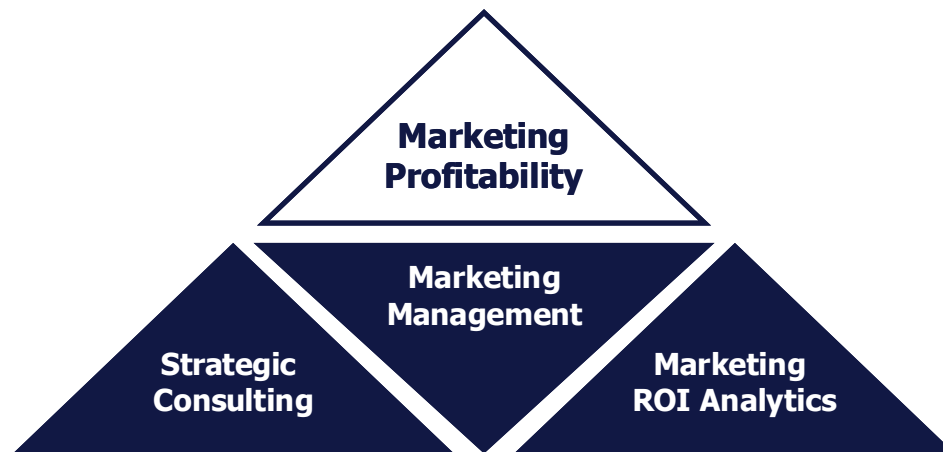 Marketing
Profitability
Marketing
Management
Strategic
Consulting
Marketing
ROI Analytics